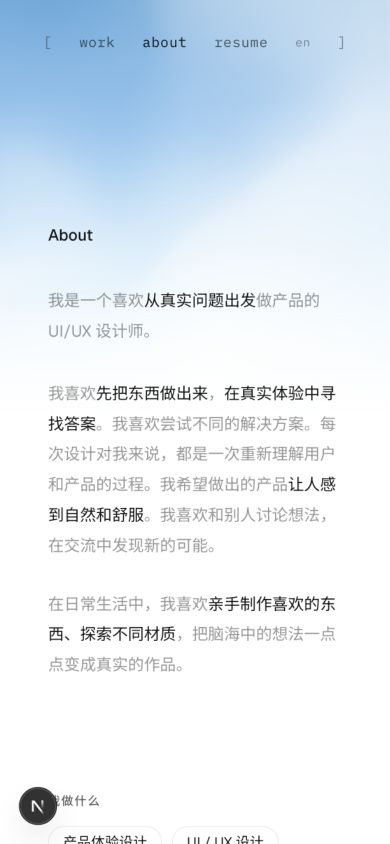 [ work about resume en ]
About
我是一个喜欢从真实问题出发做产品的
UI/UX 设计师。
我喜欢先把东西做出来，在真实体验中寻
找答案。我喜欢尝试不同的解决方案。每
次设计对我来说，都是一次重新理解用户
和产品的过程。我希望做出的产品让人感
到自然和舒服。我喜欢和别人讨论想法，
在交流中发现新的可能。
在日常生活中，我喜欢亲手制作喜欢的东
西、探索不同材质，把脑海中的想法一点
点变成真实的作品。
N
我做什么
产品体验设计 UI / UX 设计